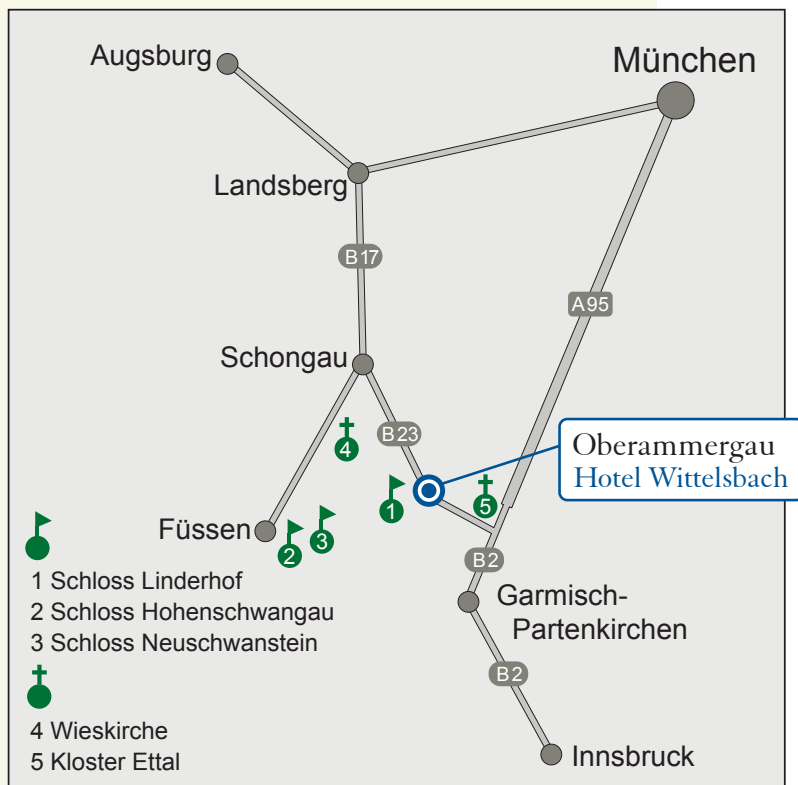 Augsburg
München
Landsberg
B17
A95
Schongau
B23
4
Oberammergau
Hotel Wittelsbach
1
5
Füssen
2
3
B2
1 Schloss Linderhof
2 Schloss Hohenschwangau
3 Schloss Neuschwanstein
Garmisch-
Partenkirchen
B2
4 Wieskirche
5 Kloster Ettal
Innsbruck